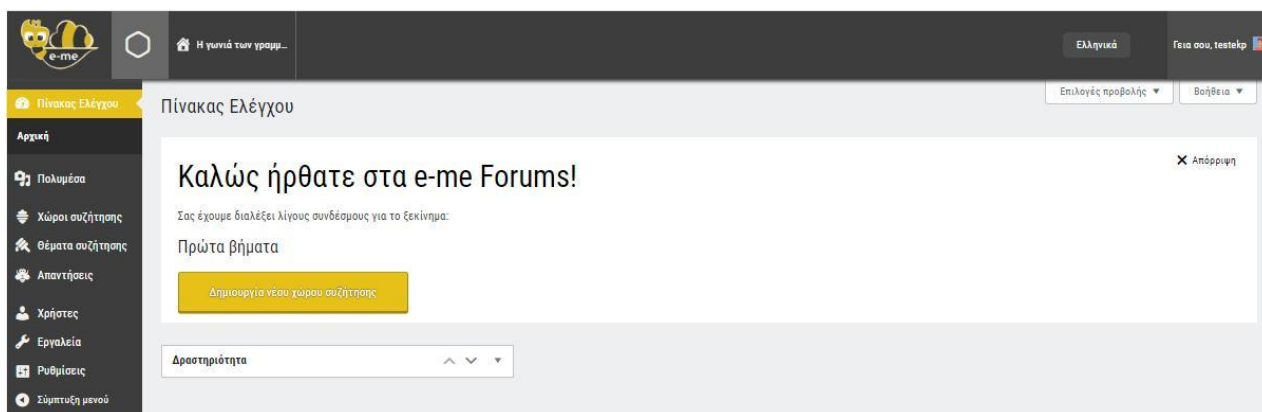 e-me
Η γωνιά των γραμμ...
Ελληνικά
Γεια σου, testekp
Πίνακας Ελέγχου
Αρχική
Πολυμέσα
Χώροι συζήτησης
Θέματα συζήτησης
Απαντήσεις
Χρήστες
Εργαλεία
Ρυθμίσεις
Σύμπτυξη μενού
Πίνακας Ελέγχου
Επιλογές προβολής
Βοήθεια
Καλώς ήρθατε στα e-me Forums!
Απόρριψη
Σας έχουμε διαλέξει λίγους συνδέσμους για το ξεκίνημα:
Πρώτα βήματα
Δημιουργία νέου χώρου συζήτησης
Δραστηριότητα